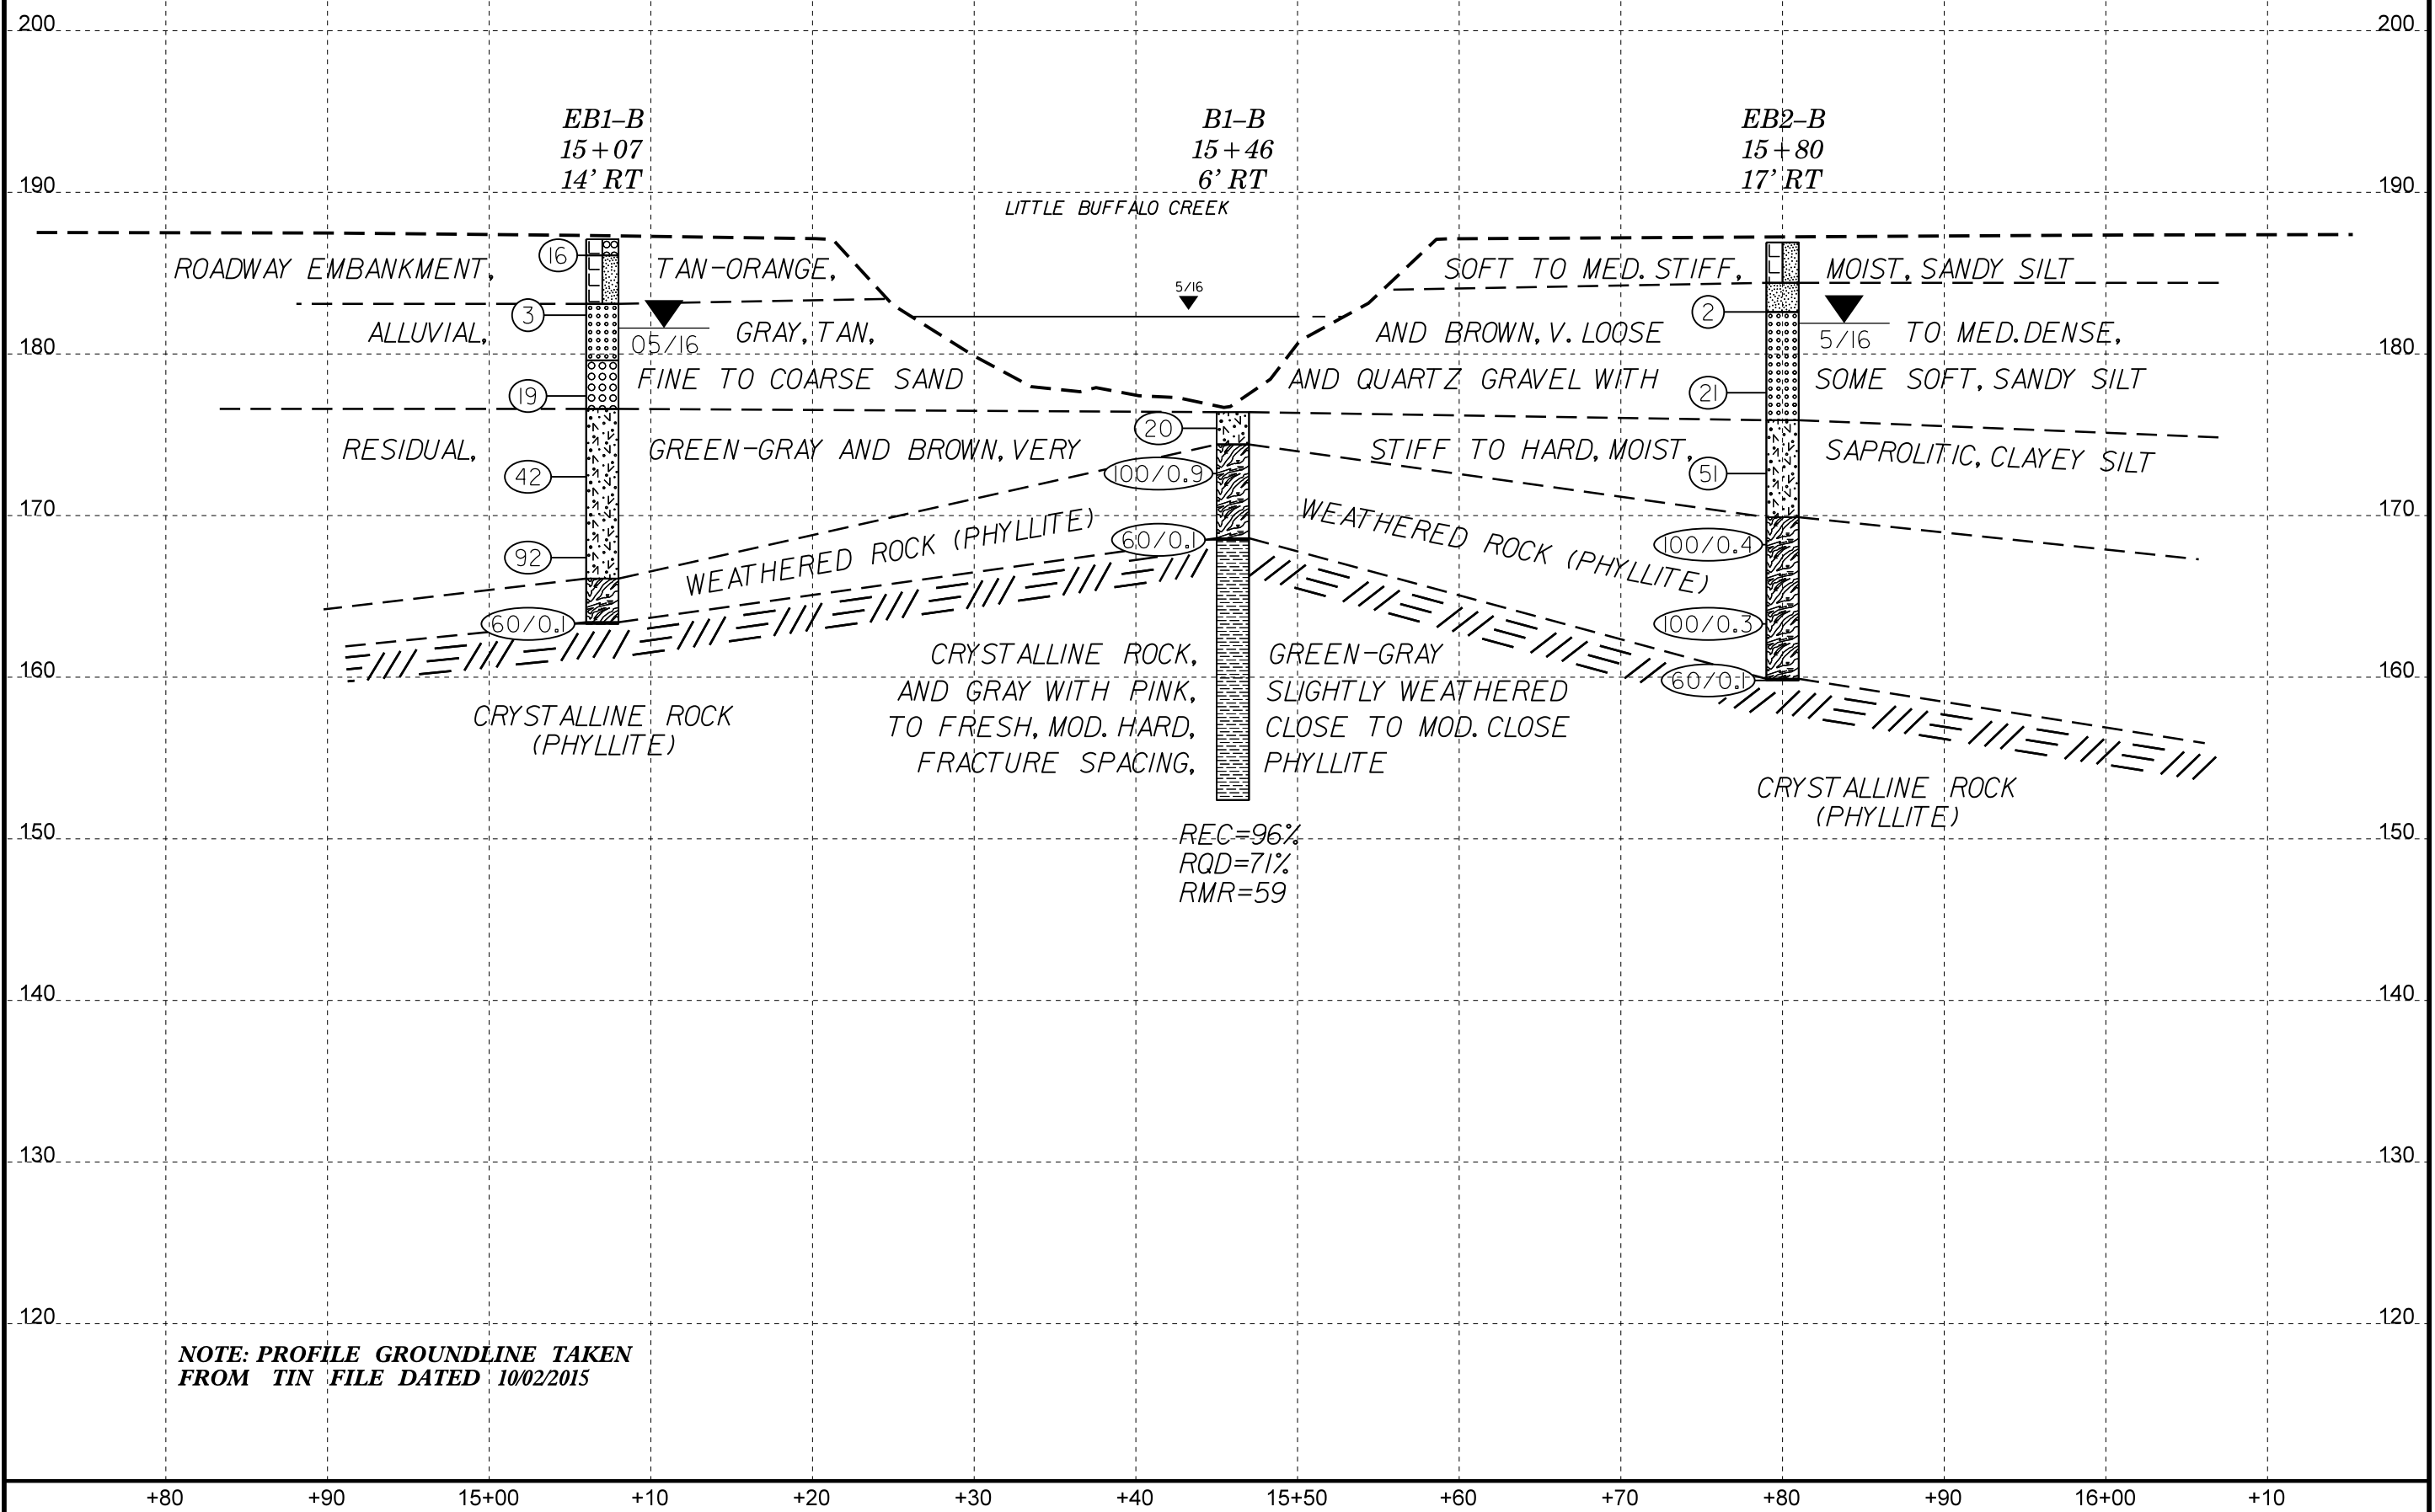 200 200
EB1–B B1–B EB2–B
15+07 15+46 15+80
14' RT 6' RT 17' RT
190 190
LITTLE BUFFALO CREEK
16
ROADWAY EMBANKMENT, TAN-ORANGE, SOFT TO MED. STIFF, MOIST, SANDY SILT
5/16
3 2
ALLUVIAL, GRAY, TAN, AND BROWN, V. LOOSE TO MED. DENSE,
05/16 5/16
180 180
FINE TO COARSE SAND AND QUARTZ GRAVEL WITH SOME SOFT, SANDY SILT
19 21
20
RESIDUAL, GREEN-GRAY AND BROWN, VERY STIFF TO HARD, MOIST, SAPROLITIC, CLAYEY SILT
42 100/0.9 51
170 170
WEATHERED ROCK (PHYLLITE) WEATHERED ROCK (PHYLLITE)
92 60/0.1 100/0.4
60/0.1 100/0.3
160 160
CRYSTALLINE ROCK, GREEN-GRAY
60/0.1
AND GRAY WITH PINK, SLIGHTLY WEATHERED
TO FRESH, MOD. HARD, CLOSE TO MOD. CLOSE
FRACTURE SPACING, PHYLLITE
CRYSTALLINE ROCK
(PHYLLITE)
CRYSTALLINE ROCK
(PHYLLITE)
150 150
REC=96%
RQD=71%
RMR=59
140 140
130 130
120 120
NOTE: PROFILE GROUNDLINE TAKEN
FROM TIN FILE DATED 10/02/2015
+80 +90 15+00 +10 +20 +30 +40 15+50 +60 +70 +80 +90 16+00 +10